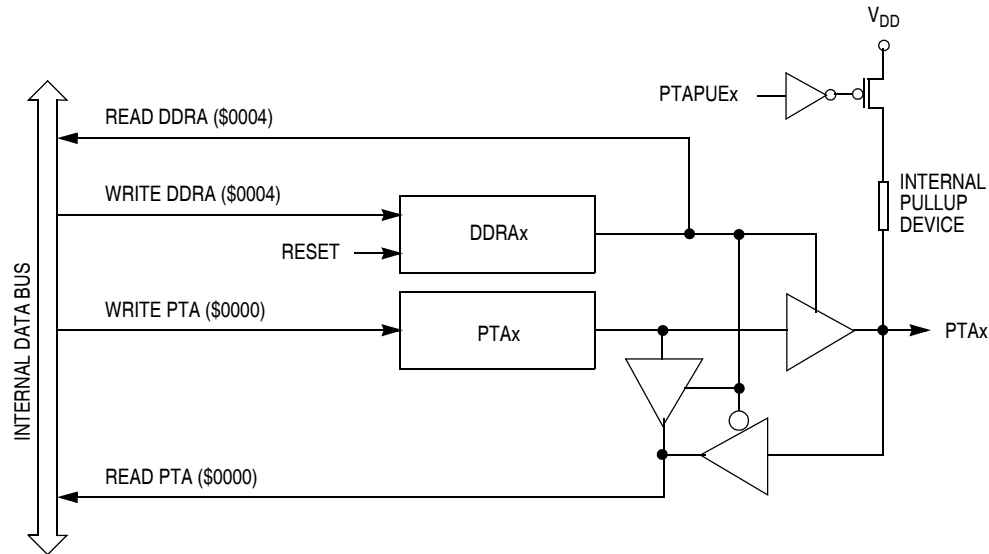 VDD
PTAPUEx
READ DDRA ($0004)
INTERNAL
PULLUP
DEVICE
WRITE DDRA ($0004)
DDRAx
RESET
INTERNAL DATA BUS
WRITE PTA ($0000)
PTAx
PTAx
READ PTA ($0000)